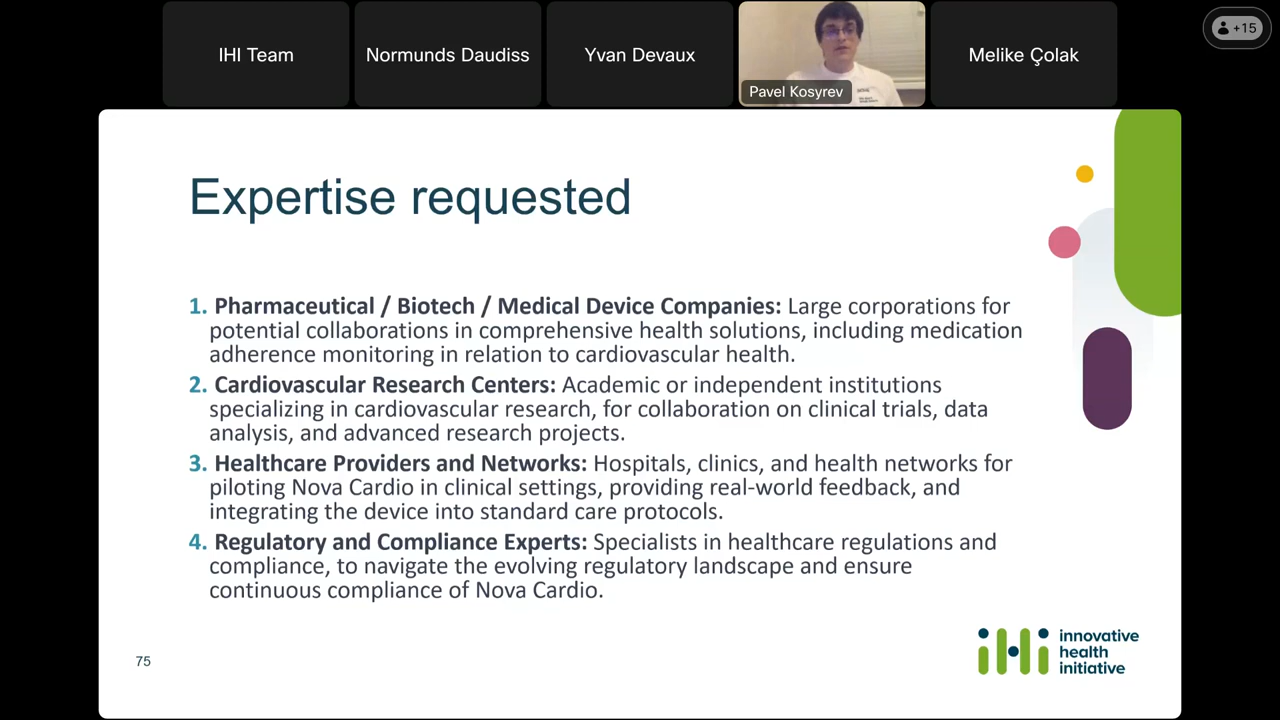 IHI Team
Normunds Daudiss
Yvan Devaux
Pavel Kosyrev
Melike Çolak
+15
Expertise requested
1. Pharmaceutical / Biotech / Medical Device Companies: Large corporations for
potential collaborations in comprehensive health solutions, including medication
adherence monitoring in relation to cardiovascular health.
2. Cardiovascular Research Centers: Academic or independent institutions
specializing in cardiovascular research, for collaboration on clinical trials, data
analysis, and advanced research projects.
3. Healthcare Providers and Networks: Hospitals, clinics, and health networks for
piloting Nova Cardio in clinical settings, providing real-world feedback, and
integrating the device into standard care protocols.
4. Regulatory and Compliance Experts: Specialists in healthcare regulations and
compliance, to navigate the evolving regulatory landscape and ensure
continuous compliance of Nova Cardio.
75
iHi
innovative
health
initiative